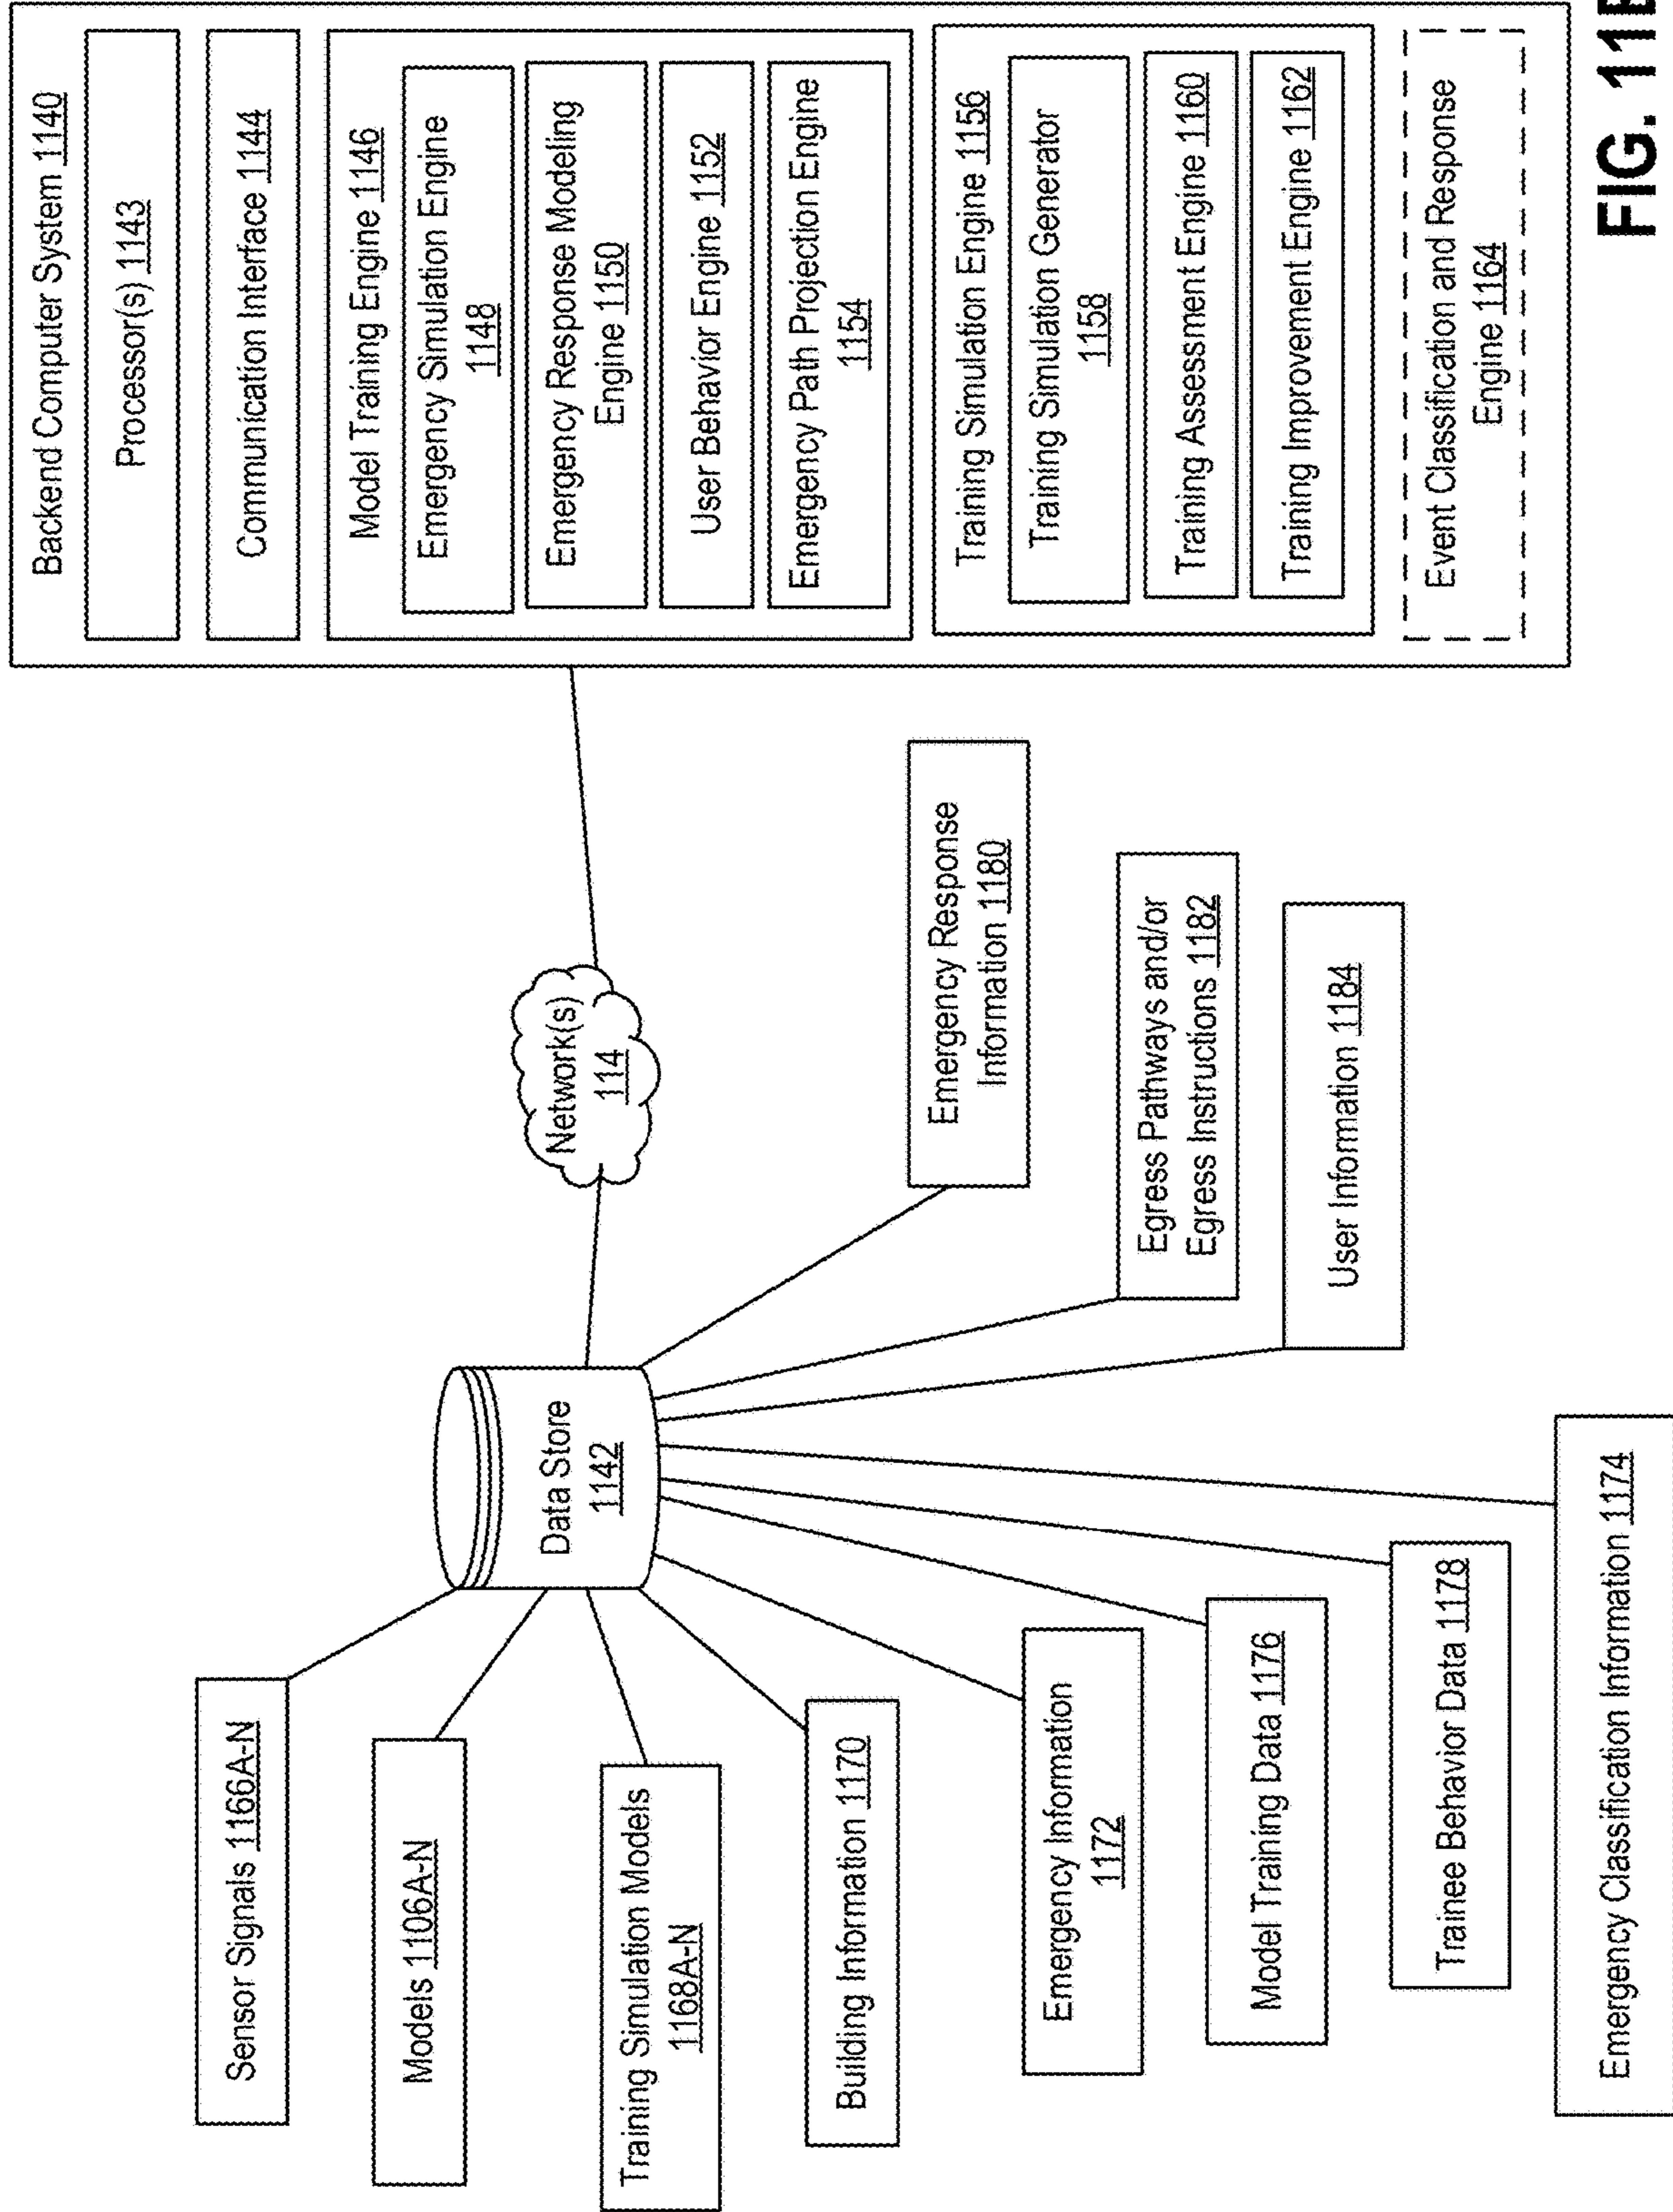 Sensor Signals 1166A-N
Models 1106A-N
Training Simulation Models
1168A-N
Building Information 1170
Emergency Information
1172
Model Training Data 1176
Trainee Behavior Data 1178
Emergency Classification Information 1174
Data Store
1142
Network(s)
114
Emergency Response
Information 1180
Egress Pathways and/or
Egress Instructions 1182
User Information 1184
Backend Computer System 1140
Processor(s) 1143
Communication Interface 1144
Model Training Engine 1146
Emergency Simulation Engine
1148
Emergency Response Modeling
Engine 1150
User Behavior Engine 1152
Emergency Path Projection Engine
1154
Training Simulation Engine 1156
Training Simulation Generator
1158
Training Assessment Engine 1160
Training Improvement Engine 1162
Event Classification and Response
Engine 1164
FIG. 11B